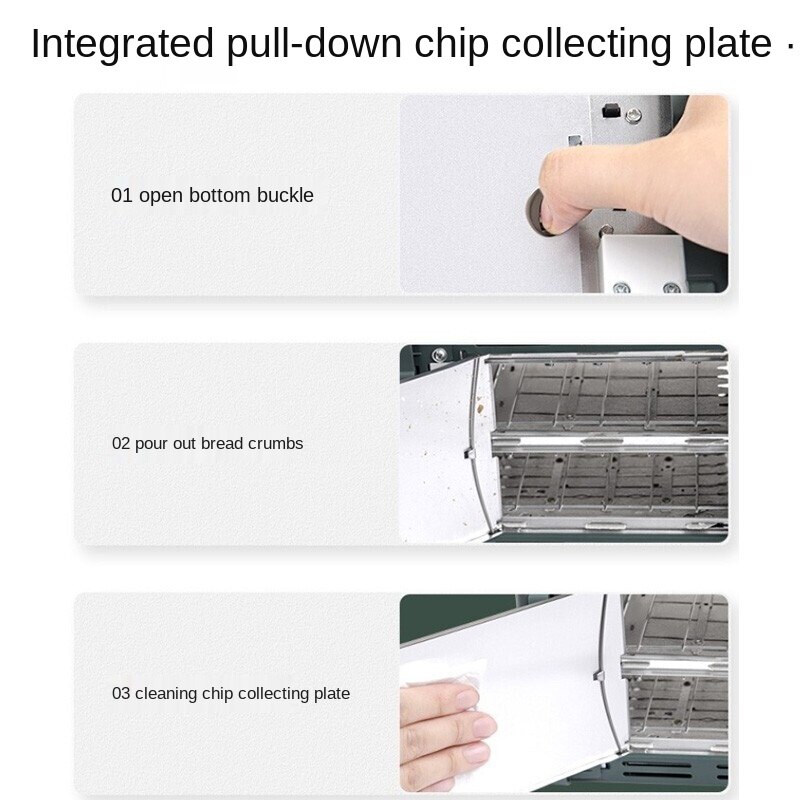 Integrated pull-down chip collecting plate ·
01 open bottom buckle
02 pour out bread crumbs
03 cleaning chip collecting plate